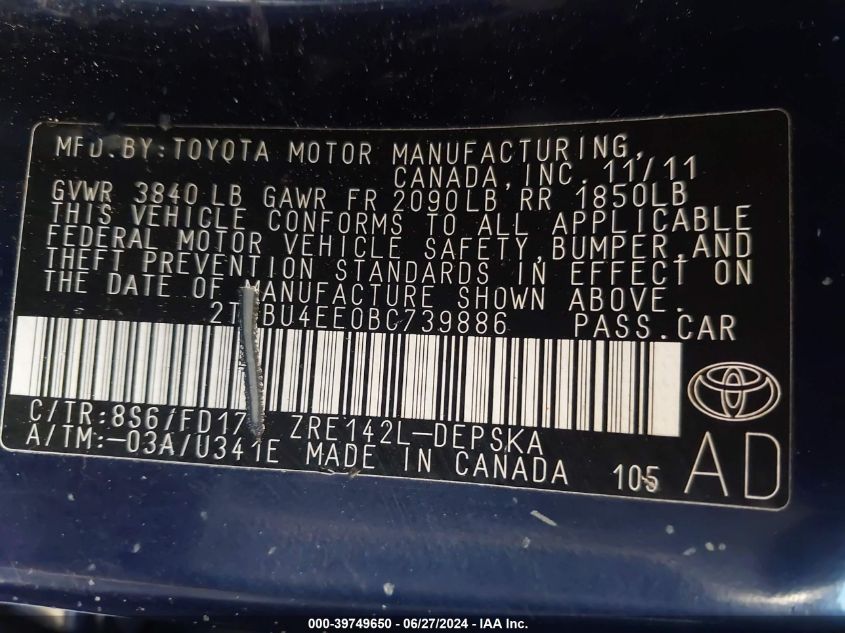 MFD. BY: TOYOTA MOTOR MANUFACTURING,
CANADA, INC. 11/11
GVWR 3840 LB GAWR FR 2090LB RR 1850LB
THIS VEHICLE CONFORMS TO ALL APPLICABLE
FEDERAL MOTOR VEHICLE SAFETY, BUMPER, AND
THEFT PREVENTION STANDARDS IN EFFECT ON
THE DATE OF MANUFACTURE SHOWN ABOVE.
PASS. CAR
C/TR: 8S6/FD17 ZRE142L-DEPSKA
A/TM:-03A/U341E MADE IN CANADA 105 AD
000-39749650 - 06/27/2024 - IAA Inc.